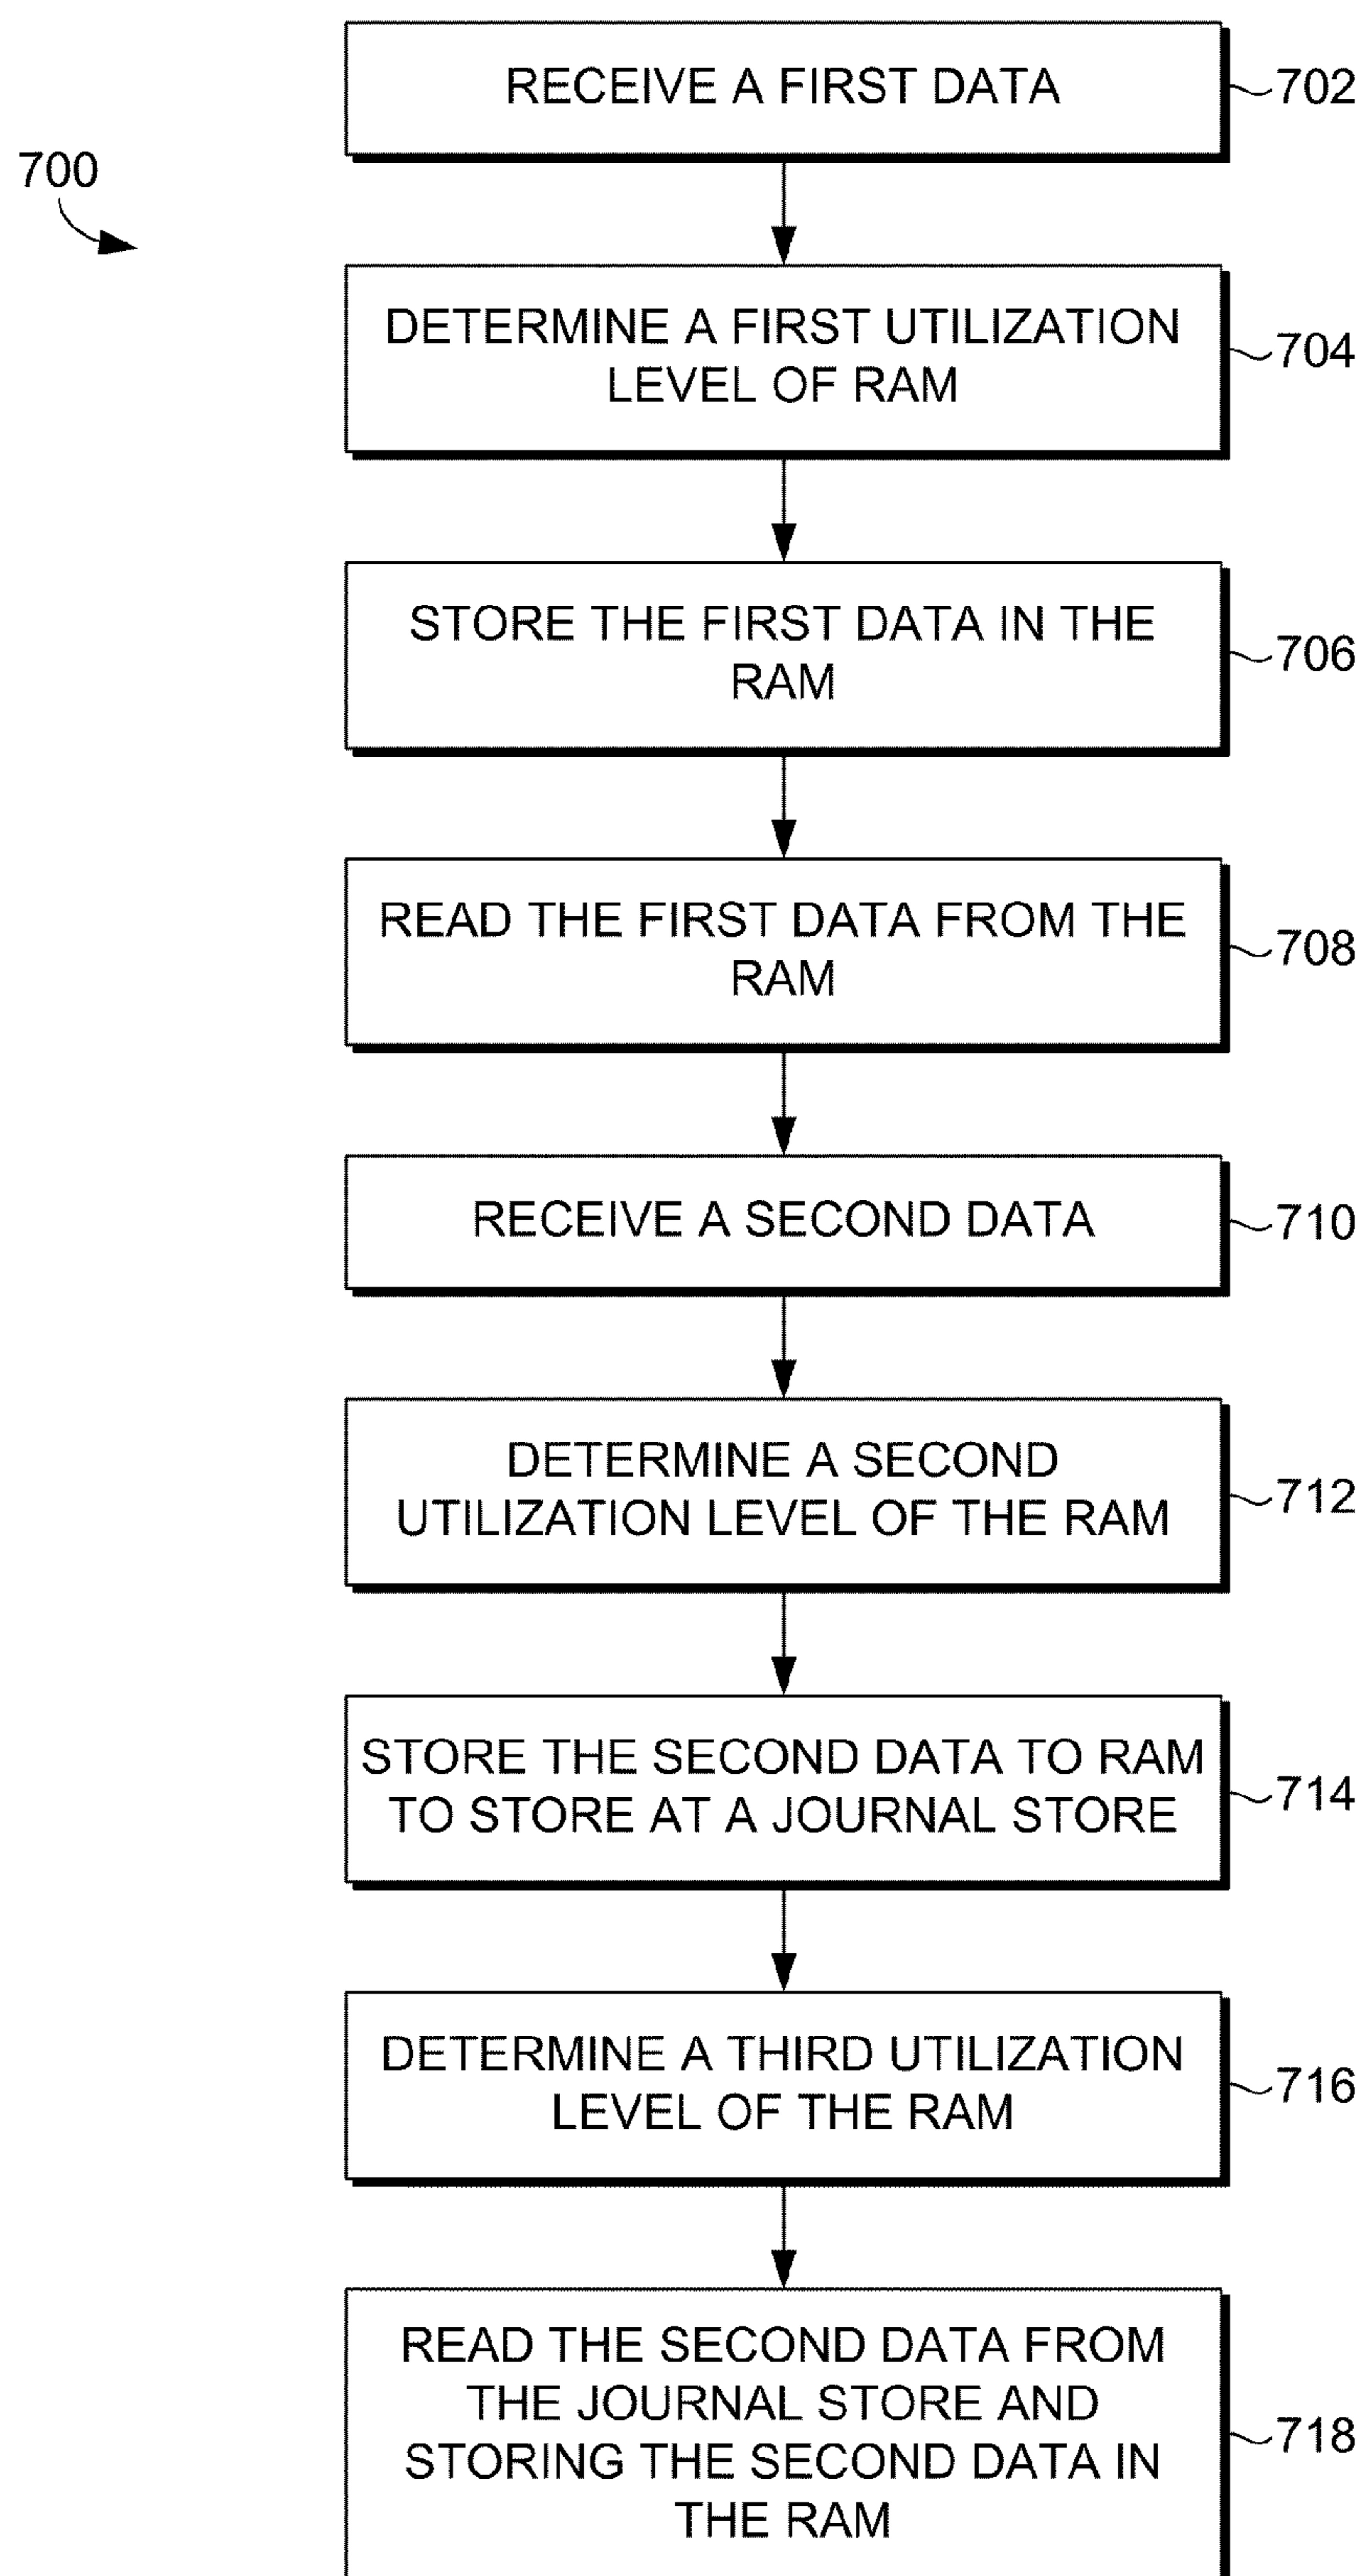 RECEIVE A FIRST DATA
702
700
DETERMINE A FIRST UTILIZATION
LEVEL OF RAM
704
STORE THE FIRST DATA IN THE
RAM
706
READ THE FIRST DATA FROM THE
RAM
708
RECEIVE A SECOND DATA
710
DETERMINE A SECOND
UTILIZATION LEVEL OF THE RAM
712
STORE THE SECOND DATA TO RAM
TO STORE AT A JOURNAL STORE
714
DETERMINE A THIRD UTILIZATION
LEVEL OF THE RAM
716
READ THE SECOND DATA FROM
THE JOURNAL STORE AND
STORING THE SECOND DATA IN
THE RAM
718